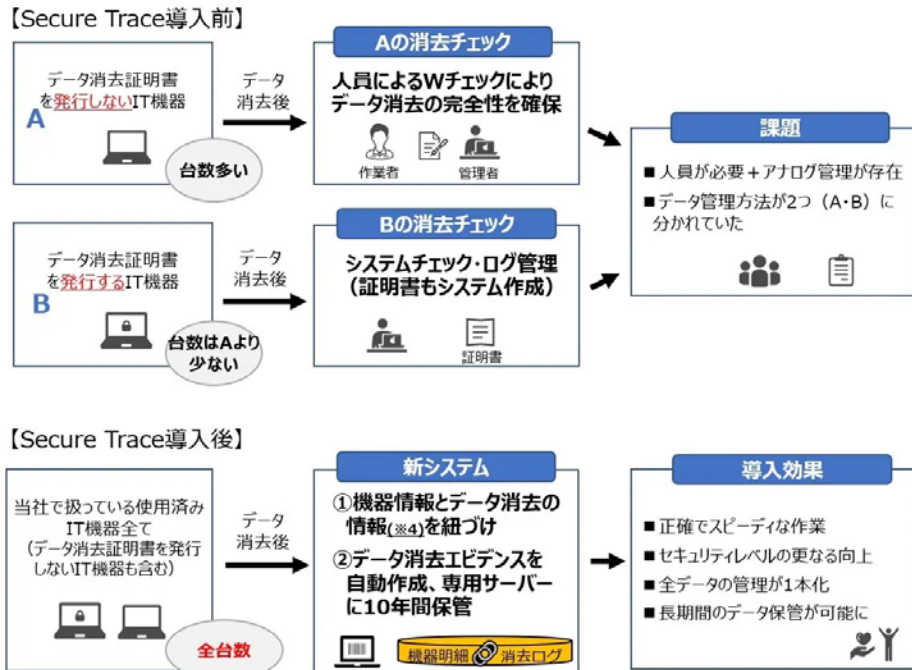 【Secure Trace導入前】
データ消去証明書
を発行しないIT機器
A
台数多い
データ
消去後
Aの消去チェック
人員によるWチェックにより
データ消去の完全性を確保
作業者
管理者
データ消去証明書
を発行するIT機器
B
台数はAより
少ない
データ
消去後
Bの消去チェック
システムチェック・ログ管理
（証明書もシステム作成）
証明書
課題
■人員が必要＋アナログ管理が存在
■データ管理方法が2つ（A・B）に
分かれていた
【Secure Trace導入後】
当社で扱っている使用済み
IT機器全て
（データ消去証明書を発行
しないIT機器も含む）
全台数
データ
消去後
新システム
①機器情報とデータ消去の
情報(※4)を紐づけ
②データ消去エビデンスを
自動作成、専用サーバー
に10年間保管
機器明細
消去ログ
導入効果
■正確でスピーディな作業
■セキュリティレベルの更なる向上
■全データの管理が1本化
■長期間のデータ保管が可能に